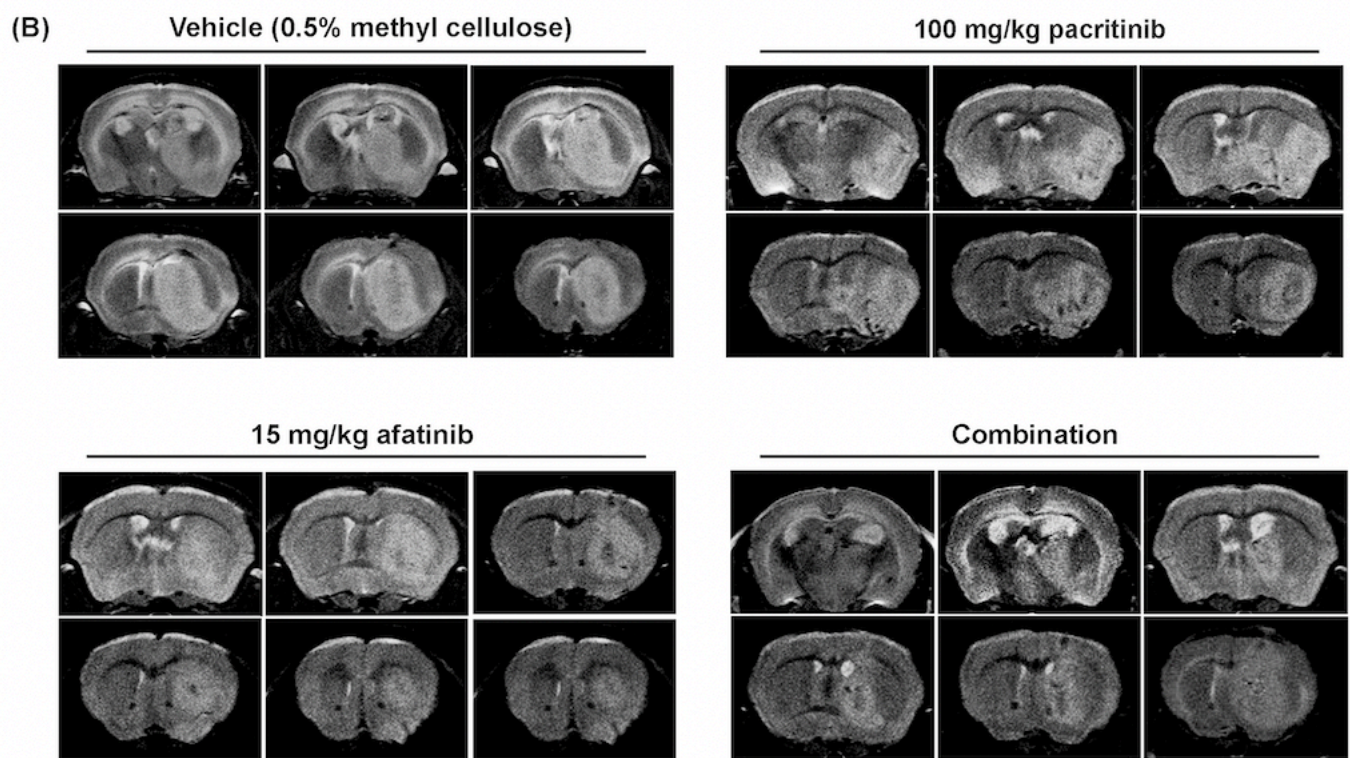 (B)
Vehicle (0.5% methyl cellulose)
100 mg/kg pacritinib
15 mg/kg afatinib
Combination